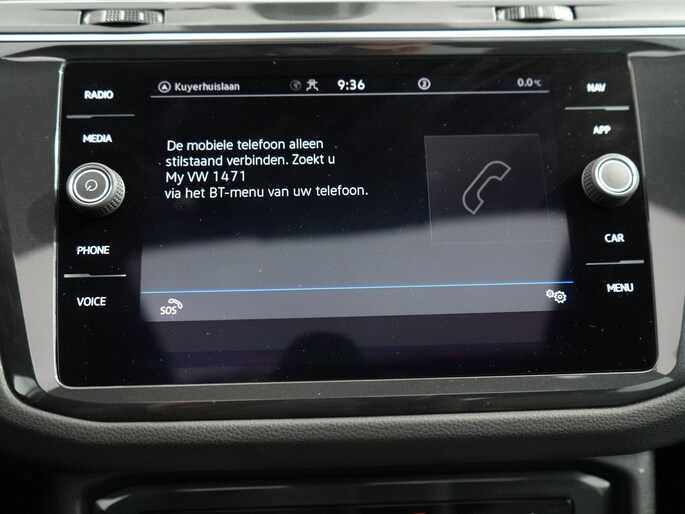 RADIO
MEDIA
PHONE
VOICE
Kuyerhuislaan
9:36
0.0°C
De mobiele telefoon alleen
stilstaand verbinden. Zoekt u
My VW 1471
via het BT-menu van uw telefoon.
SOS
NAV
APP
CAR
MENU